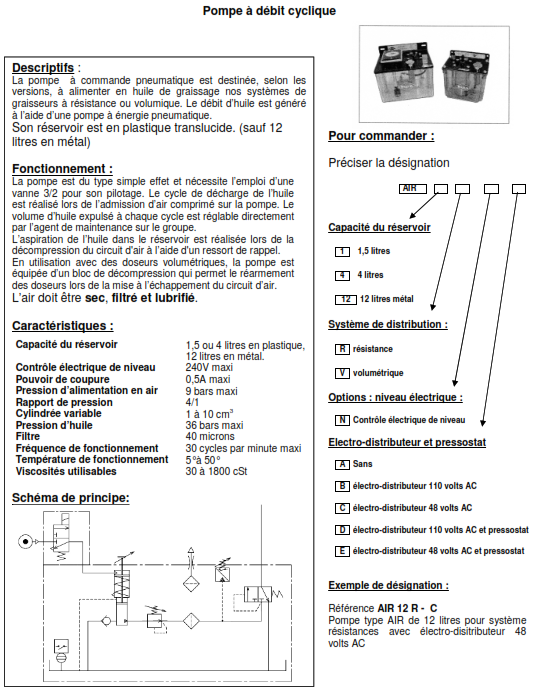 Pompe à débit cyclique
Descriptifs :
La pompe à commande pneumatique est destinée, selon les
versions, à alimenter en huile de graissage nos systèmes de
graisseurs à résistance ou volumique. Le débit d'huile est généré
à l'aide d'une pompe à énergie pneumatique.
Son réservoir est en plastique translucide. (sauf 12
litres en métal)
Fonctionnement :
La pompe est du type simple effet et nécessite l'emploi d'une
vanne 3/2 pour son pilotage. Le cycle de décharge de l'huile
est réalisé lors de l'admission d'air comprimé sur la pompe. Le
volume d'huile expulsé à chaque cycle est réglable directement
par l'agent de maintenance sur le groupe.
L'aspiration de l'huile dans le réservoir est réalisée lors de la
décompression du circuit d'air à l'aide d'un ressort de rappel.
En utilisation avec des doseurs volumétriques, la pompe est
équipée d'un bloc de décompression qui permet le réarmement
des doseurs lors de la mise à l'échappement du circuit d'air.
L'air doit être sec, filtré et lubrifié.
Caractéristiques :
Capacité du réservoir 1,5 ou 4 litres en plastique,
12 litres en métal.
Contrôle électrique de niveau 240V maxi
Pouvoir de coupure 0,5A maxi
Pression d'alimentation en air 9 bars maxi
Rapport de pression 4/1
Cylindrée variable 1 à 10 cm³
Pression d'huile 36 bars maxi
Filtre 40 microns
Fréquence de fonctionnement 30 cycles par minute maxi
Température de fonctionnement 5°à 50°
Viscosités utilisables 30 à 1800 cSt
Schéma de principe:
Pour commander :
Préciser la désignation
AIR
Capacité du réservoir
1 1,5 litres
4 4 litres
12 12 litres métal
Système de distribution :
R résistance
V volumétrique
Options : niveau électrique :
N Contrôle électrique de niveau
Electro-distributeur et pressostat
A Sans
B électro-distributeur 110 volts AC
C électro-distributeur 48 volts AC
D électro-distributeur 110 volts AC et pressostat
E électro-distributeur 48 volts AC et pressostat
Exemple de désignation :
Référence AIR 12 R - C
Pompe type AIR de 12 litres pour système
résistances avec électro-disitributeur 48
volts AC